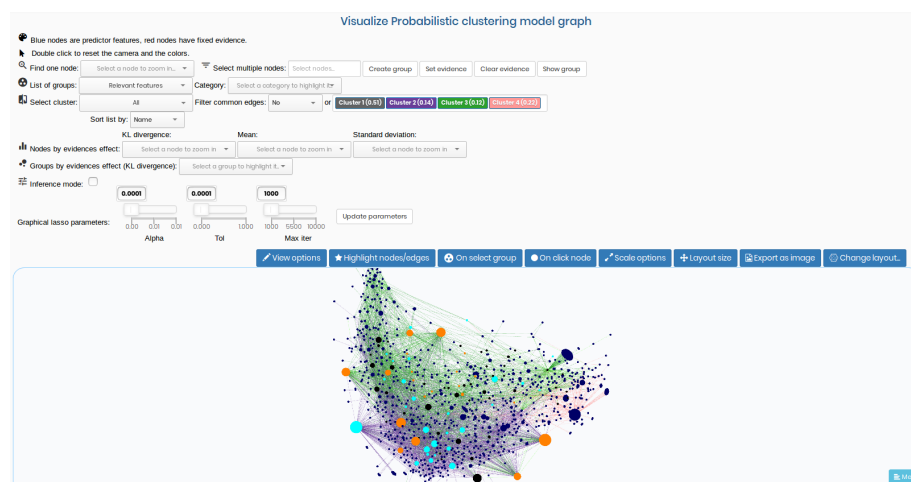 Visualize Probabilistic clustering model graph
Blue nodes are predictor features, red nodes have fixed evidence.
Double click to reset the camera and the colors.
Find one node: Select a node to zoom in... Select multiple nodes: Select nodes.. Create group Set evidence Clear evidence Show group
List of groups: Relevant features Category: Select a category to highlight it
Select cluster: All Filter common edges: No or Cluster 1 (0.51) Cluster 2 (0.14) Cluster 3 (0.12) Cluster 4 (0.22)
Sort list by: Name
KL divergence: Mean: Standard deviation:
Nodes by evidences effect: Select a node to zoom in Select a node to zoom in Select a node to zoom in
Groups by evidences effect (KL divergence): Select a group to highlight it..
Inference mode:
0.0001 0.0001 1000
Graphical lasso parameters: 0.00 0.01 0.01 0.000 1.000 1000 5500 10000 Update parameters
Alpha Tol Max iter
View options Highlight nodes/edges On select group On click node Scale options Layout size Export as image Change layout...